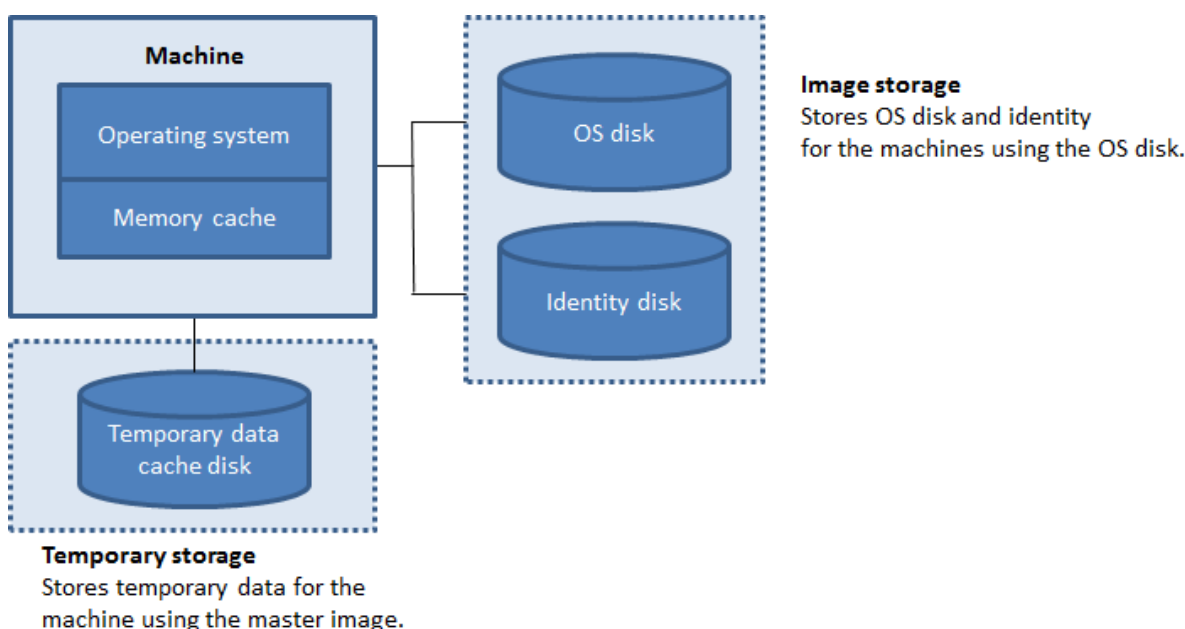 Machine
Operating system
Memory cache
OS disk
Identity disk
Image storage
Stores OS disk and identity
for the machines using the OS disk.
Temporary data
cache disk
Temporary storage
Stores temporary data for the
machine using the master image.